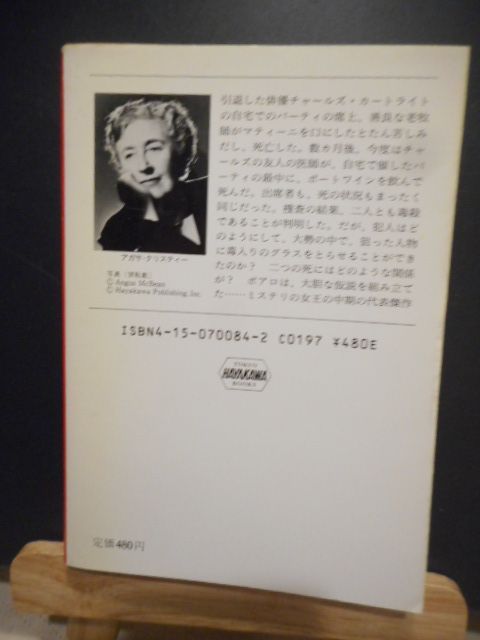 引退した俳優チャールズ・カートライト
の自宅でのパーティの席上、善良な老牧
師がマティーニを口にしたとたん苦しみ
だし、死亡した。数カ月後、今度はチャ
ールズの友人の医師が、自宅で催したパ
ーティの最中に、ポートワインを飲んで
死んだ。出席者も、死の状況もまったく
同じだった。検査の結果、二人とも毒殺
であることが判明した。だが、犯人はど
のようにして、大勢の中で、狙った人物
に毒入りのグラスをとらせることができ
たのか？ 二つの死にはどのような関係
が？ ポアロは、大胆な仮説を組み立て
た……ミステリの女王の中期の代表傑作
アガサ・クリスティー
© Angus McBean
© Hayakawa Publishing, Inc.
ISBN4-15-070084-2 C0197 ¥480E
TOKYO
HAYAKAWA
BOOKS
定価480円